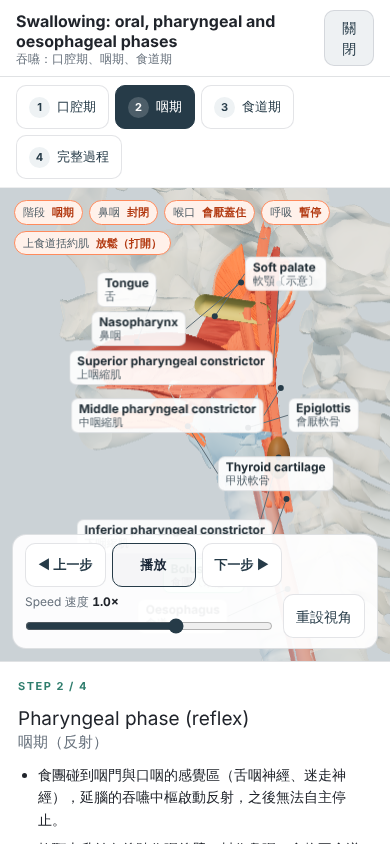 Swallowing: oral, pharyngeal and
oesophageal phases
吞嚥：口腔期、咽期、食道期
關
閉
1 口腔期
2 咽期
3 食道期
4 完整過程
階段 咽期
鼻咽 封閉
喉口 會厭蓋住
呼吸 暫停
上食道括約肌 放鬆（打開）
Soft palate
軟顎〔示意〕
Tongue
舌
Nasopharynx
鼻咽
Superior pharyngeal constrictor
上咽縮肌
Middle pharyngeal constrictor
中咽縮肌
Epiglottis
會厭軟骨
Thyroid cartilage
甲狀軟骨
Inferior pharyngeal constrictor
◀ 上一步
播放
下一步 ▶
Bolus
Oesophagus
Speed 速度 1.0×
重設視角
STEP 2 / 4
Pharyngeal phase (reflex)
咽期（反射）
• 食團碰到咽門與口咽的感覺區（舌咽神經、迷走神
經），延腦的吞嚥中樞啟動反射，之後無法自主停
止。